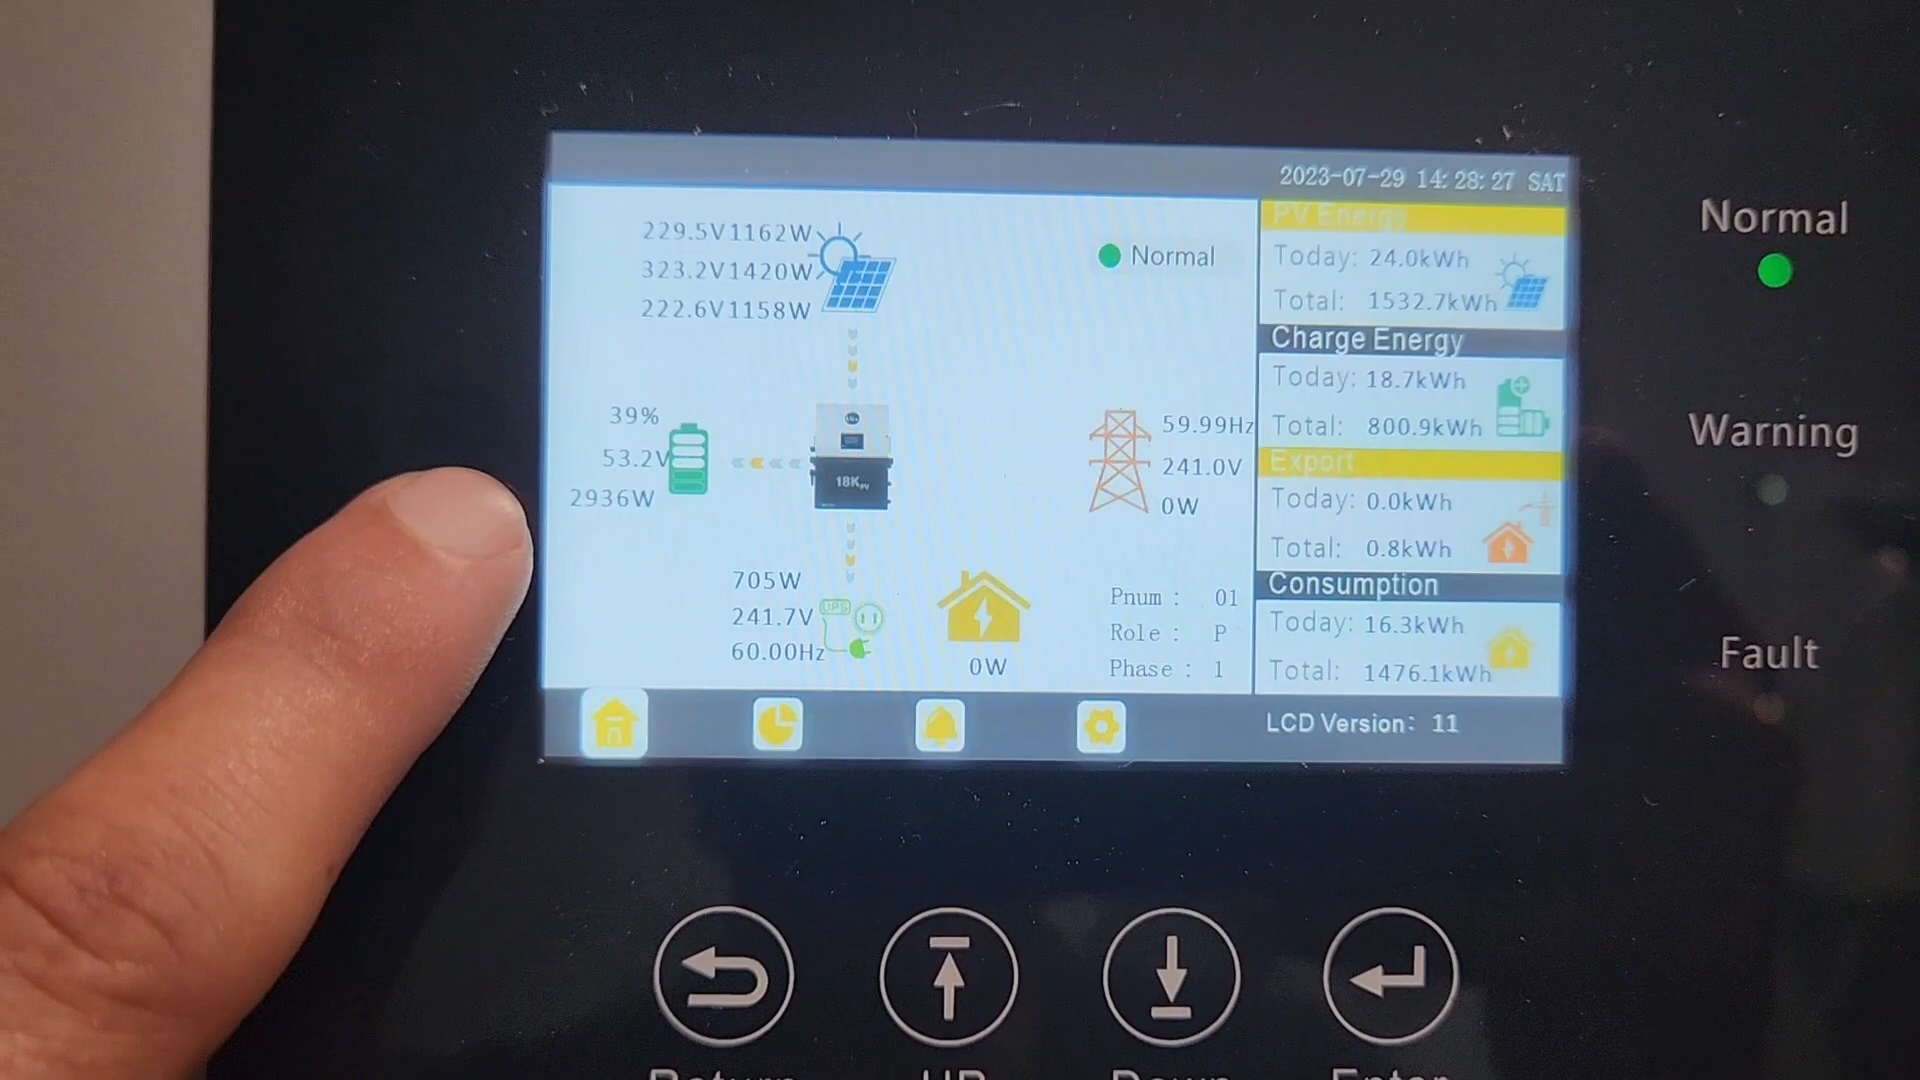 2023-07-29 14:28:27 SAT
229.5V1162W
323.2V1420W
222.6V1158W
Normal
39%
53.2V
2936W
18KPV
59.99Hz
241.0V
0W
705W
241.7V
UPS
60.00Hz
0W
Pnum : 01
Role : P
Phase : 1
PV Energy
Today: 24.0kWh
Total: 1532.7kWh
Charge Energy
Today: 18.7kWh
Total: 800.9kWh
Export
Today: 0.0kWh
Total: 0.8kWh
Consumption
Today: 16.3kWh
Total: 1476.1kWh
LCD Version: 11
Normal
Warning
Fault
Return
UP
Down
Enter